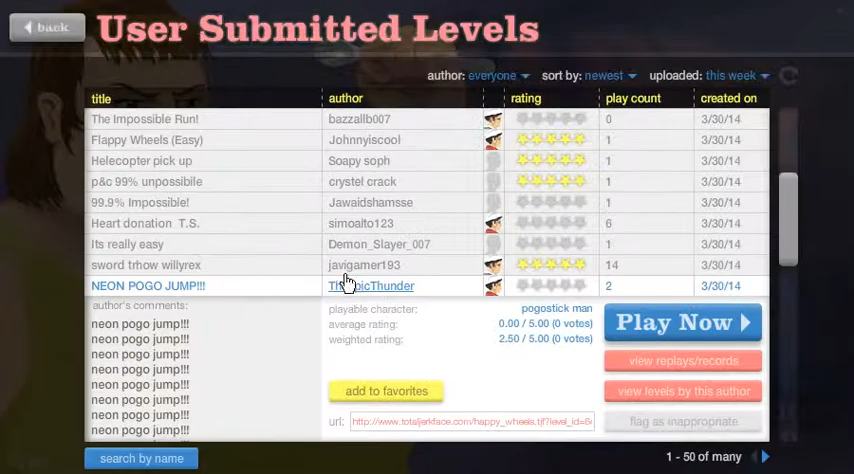 back
User Submitted Levels
author: everyone sort by: newest uploaded: this week
title author rating play count created on
The Impossible Run! bazzallb007 0 3/30/14
Flappy Wheels (Easy) Johnnyiscool 1 3/30/14
Helecopter pick up Soapy soph 1 3/30/14
p&c 99% unpossibile crystel crack 1 3/30/14
99.9% Impossible! Jawaidshamsse 1 3/30/14
Heart donation T.S. simoalto123 6 3/30/14
Its really easy Demon_Slayer_007 1 3/30/14
sword trhow willyrex javigamer193 14 3/30/14
NEON POGO JUMP!!! 2 3/30/14
author's comments:
neon pogo jump!!!
neon pogo jump!!!
neon pogo jump!!!
neon pogo jump!!!
neon pogo jump!!!
neon pogo jump!!!
neon pogo jump!!!
neon pogo jump!!!
playable character: pogostick man
average rating: 0.00 / 5.00 (0 votes)
weighted rating: 2.50 / 5.00 (0 votes)
add to favorites
Play Now
view replays/records
view levels by this author
flag as inappropriate
url: http://www.totaljerkface.com/happy_wheels.tjf?level_id=
search by name
1 - 50 of many